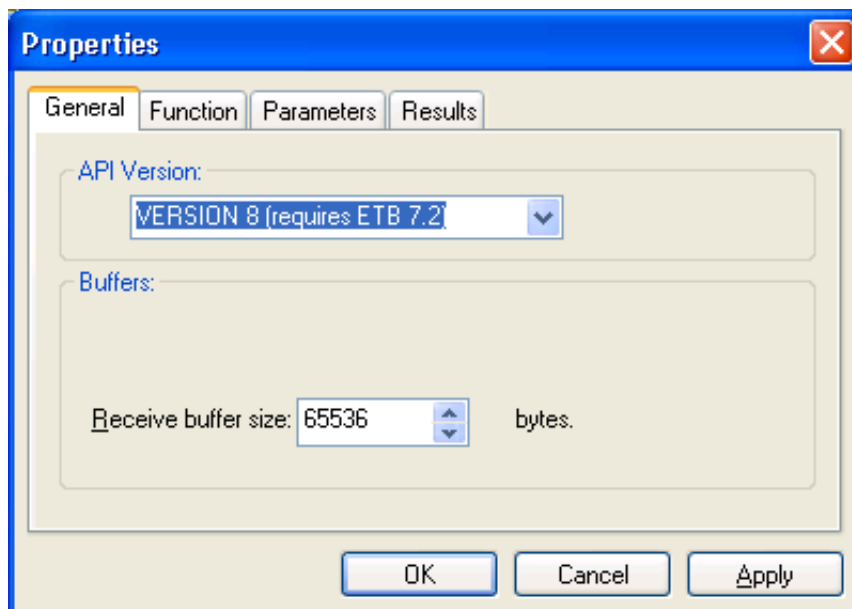 Properties
General Function Parameters Results
API Version:
VERSION 8 (requires ETB 7.2)
Buffers:
Receive buffer size: 65536 bytes.
OK Cancel Apply